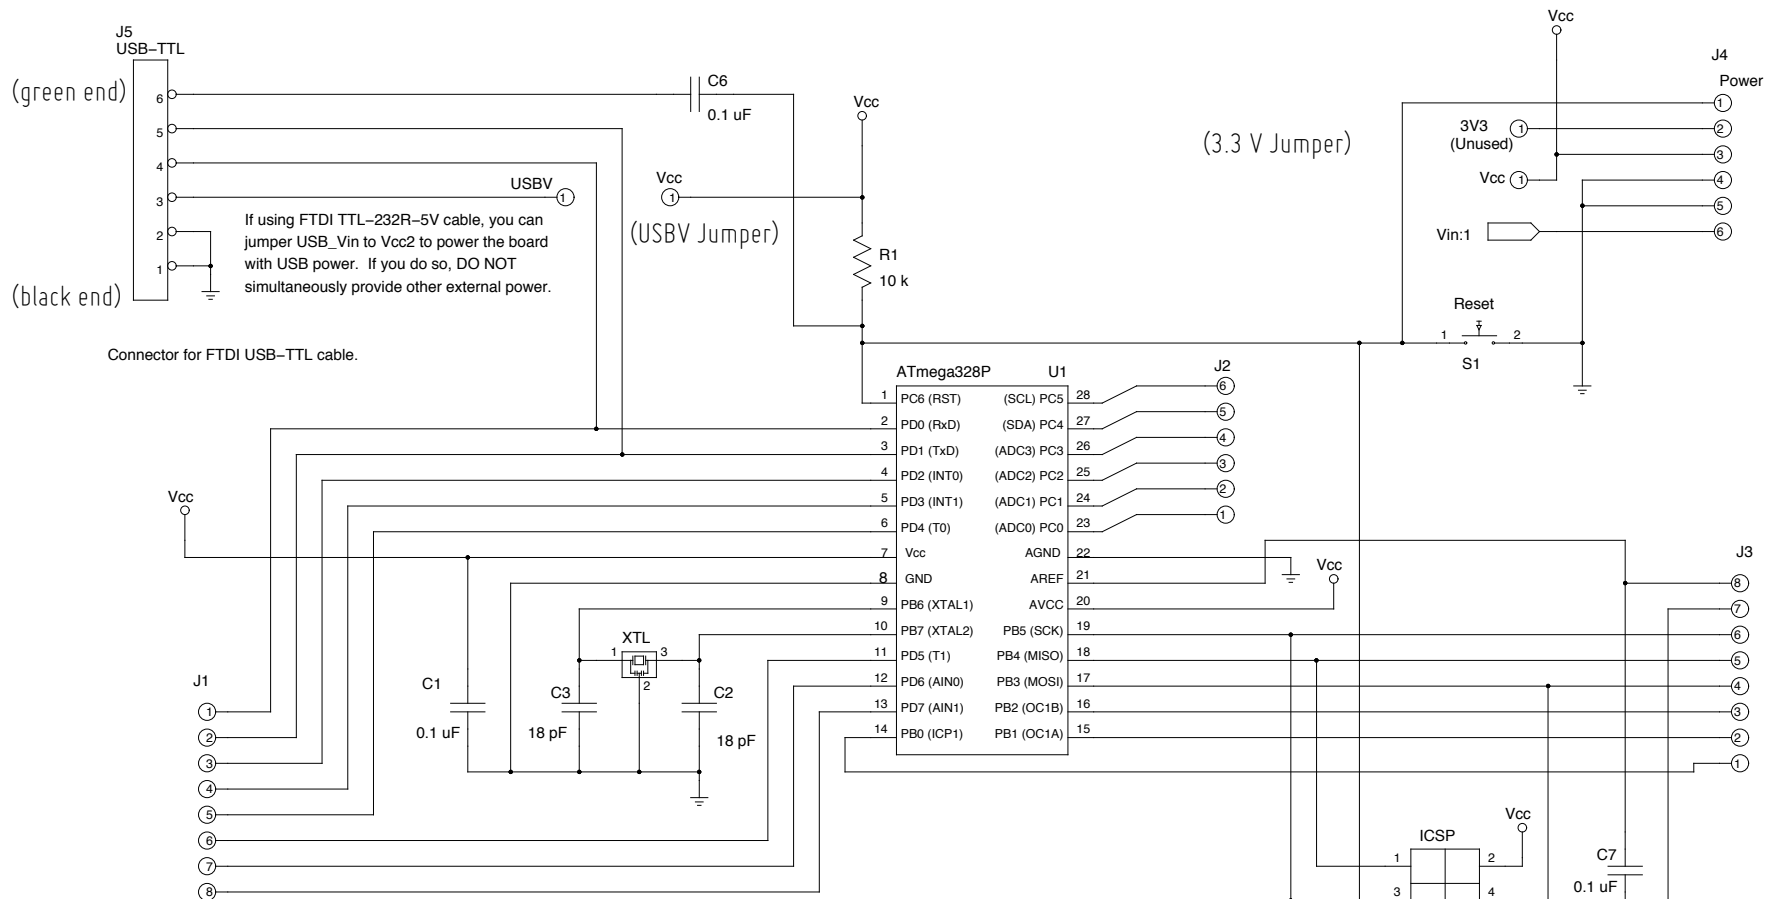 J5
USB–TTL
(green end)
6
5
4
3
2
1
(black end)
USBV
1
If using FTDI TTL–232R–5V cable, you can
jumper USB_Vin to Vcc2 to power the board
with USB power. If you do so, DO NOT
simultaneously provide other external power.
Connector for FTDI USB–TTL cable.
C6
0.1 uF
Vcc
Vcc
1
(USBV Jumper)
R1
10 k
(3.3 V Jumper)
Vcc
J4
Power
1
2
3
4
5
6
3V3
(Unused)
1
Vcc
1
Vin:1
Reset
1
2
S1
ATmega328P
U1
1 PC6 (RST) (SCL) PC5 28
2 PD0 (RxD) (SDA) PC4 27
3 PD1 (TxD) (ADC3) PC3 26
4 PD2 (INT0) (ADC2) PC2 25
5 PD3 (INT1) (ADC1) PC1 24
6 PD4 (T0) (ADC0) PC0 23
7 Vcc AGND 22
8 GND AREF 21
9 PB6 (XTAL1) AVCC 20
10 PB7 (XTAL2) PB5 (SCK) 19
11 PD5 (T1) PB4 (MISO) 18
12 PD6 (AIN0) PB3 (MOSI) 17
13 PD7 (AIN1) PB2 (OC1B) 16
14 PB0 (ICP1) PB1 (OC1A) 15
J2
6
5
4
3
2
1
Vcc
Vcc
J3
8
7
6
5
4
3
2
1
XTL
1
3
2
C1
0.1 uF
C3
18 pF
C2
18 pF
J1
1
2
3
4
5
6
7
8
ICSP
Vcc
1
2
3
4
C7
0.1 uF